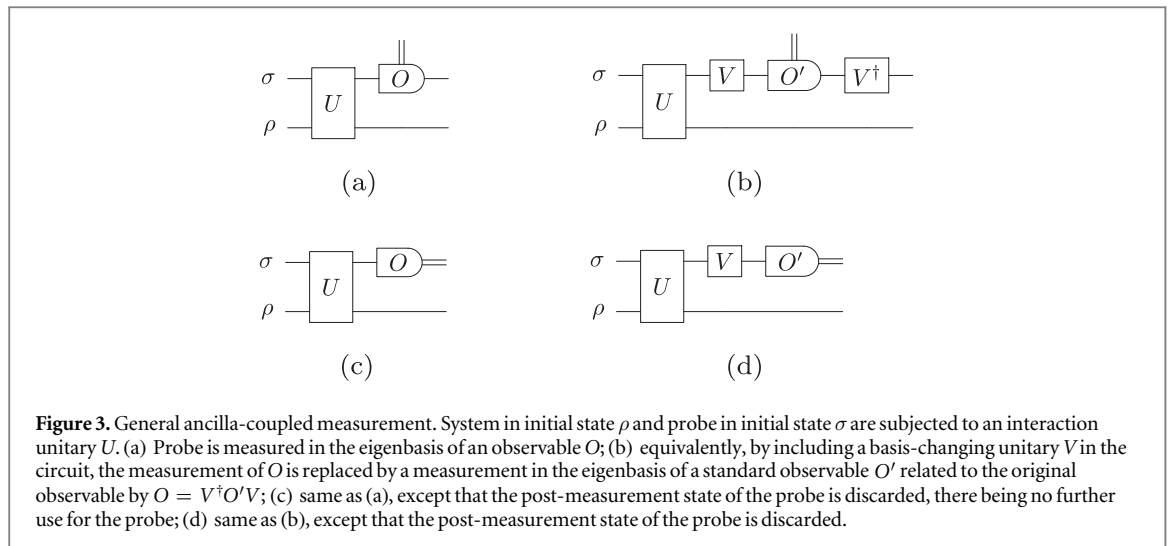 σ U O
ρ
(a)
σ U V O′ V†
ρ
(b)
σ U O
ρ
(c)
σ U V O′
ρ
(d)
Figure 3. General ancilla-coupled measurement. System in initial state ρ and probe in initial state σ are subjected to an interaction
unitary U. (a) Probe is measured in the eigenbasis of an observable O; (b) equivalently, by including a basis-changing unitary V in the
circuit, the measurement of O is replaced by a measurement in the eigenbasis of a standard observable O′ related to the original
observable by O = V†O′V; (c) same as (a), except that the post-measurement state of the probe is discarded, there being no further
use for the probe; (d) same as (b), except that the post-measurement state of the probe is discarded.